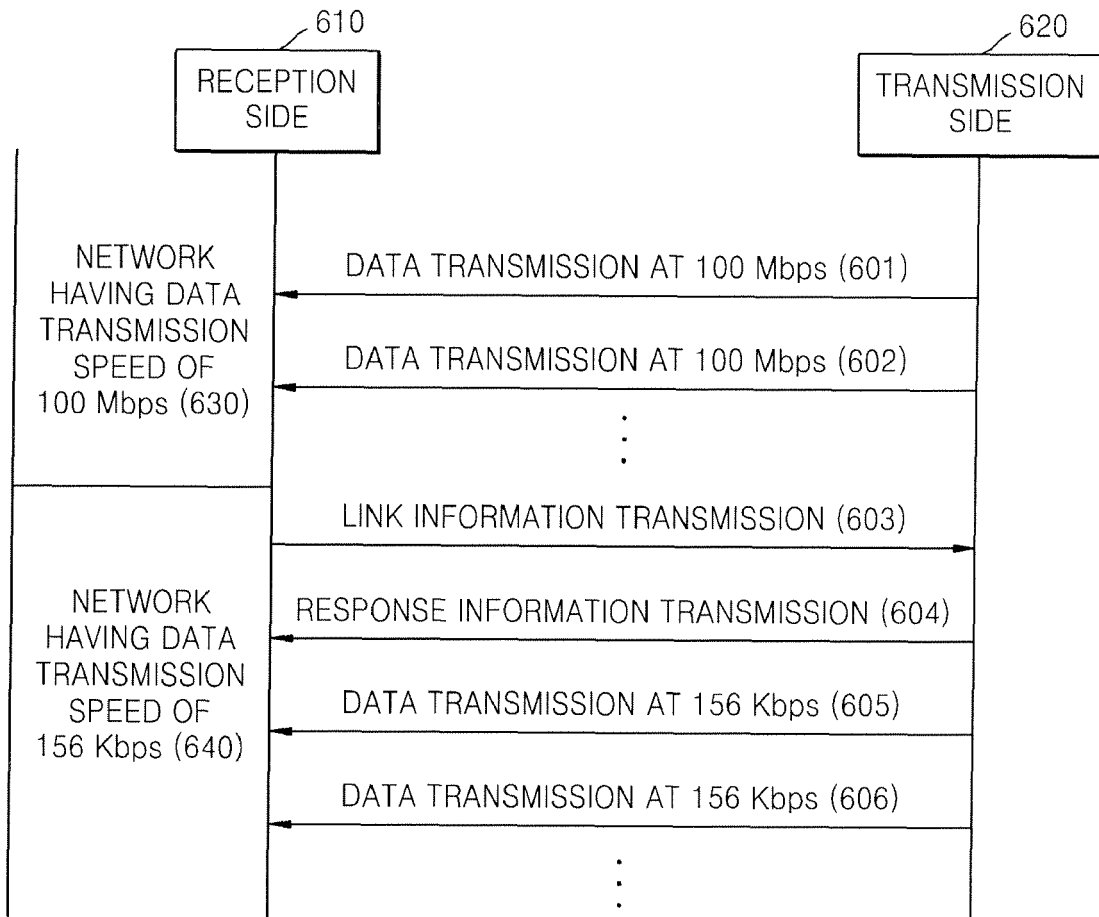 610
620
RECEPTION
SIDE
TRANSMISSION
SIDE
NETWORK
HAVING DATA
TRANSMISSION
SPEED OF
100 Mbps (630)
DATA TRANSMISSION AT 100 Mbps (601)
DATA TRANSMISSION AT 100 Mbps (602)
LINK INFORMATION TRANSMISSION (603)
NETWORK
HAVING DATA
TRANSMISSION
SPEED OF
156 Kbps (640)
RESPONSE INFORMATION TRANSMISSION (604)
DATA TRANSMISSION AT 156 Kbps (605)
DATA TRANSMISSION AT 156 Kbps (606)